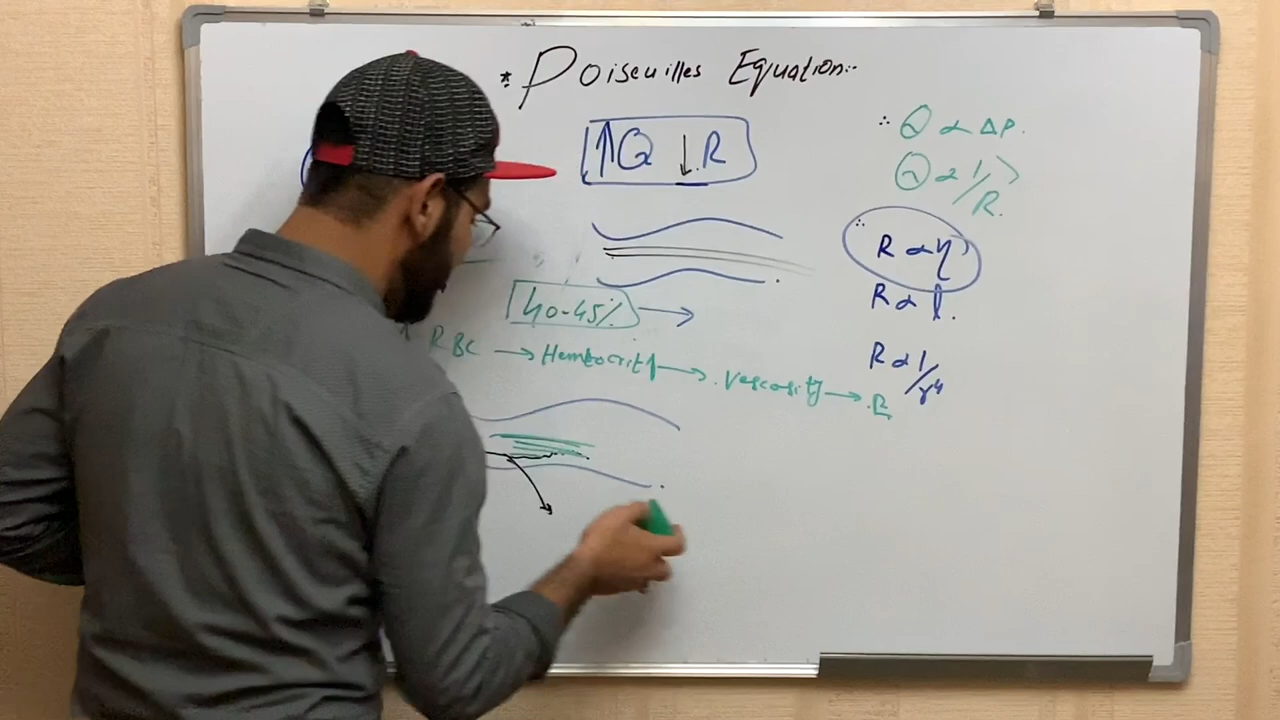 * Poiseuilles Equation:-
↑Q ↓R
∴ Q ∝ ΔP.
Q ∝ 1/R.
∴ R ∝ η
R ∝ l.
R ∝ 1/r⁴
40-45% →
RBC → Hematocrit↑ → Viscosity → R